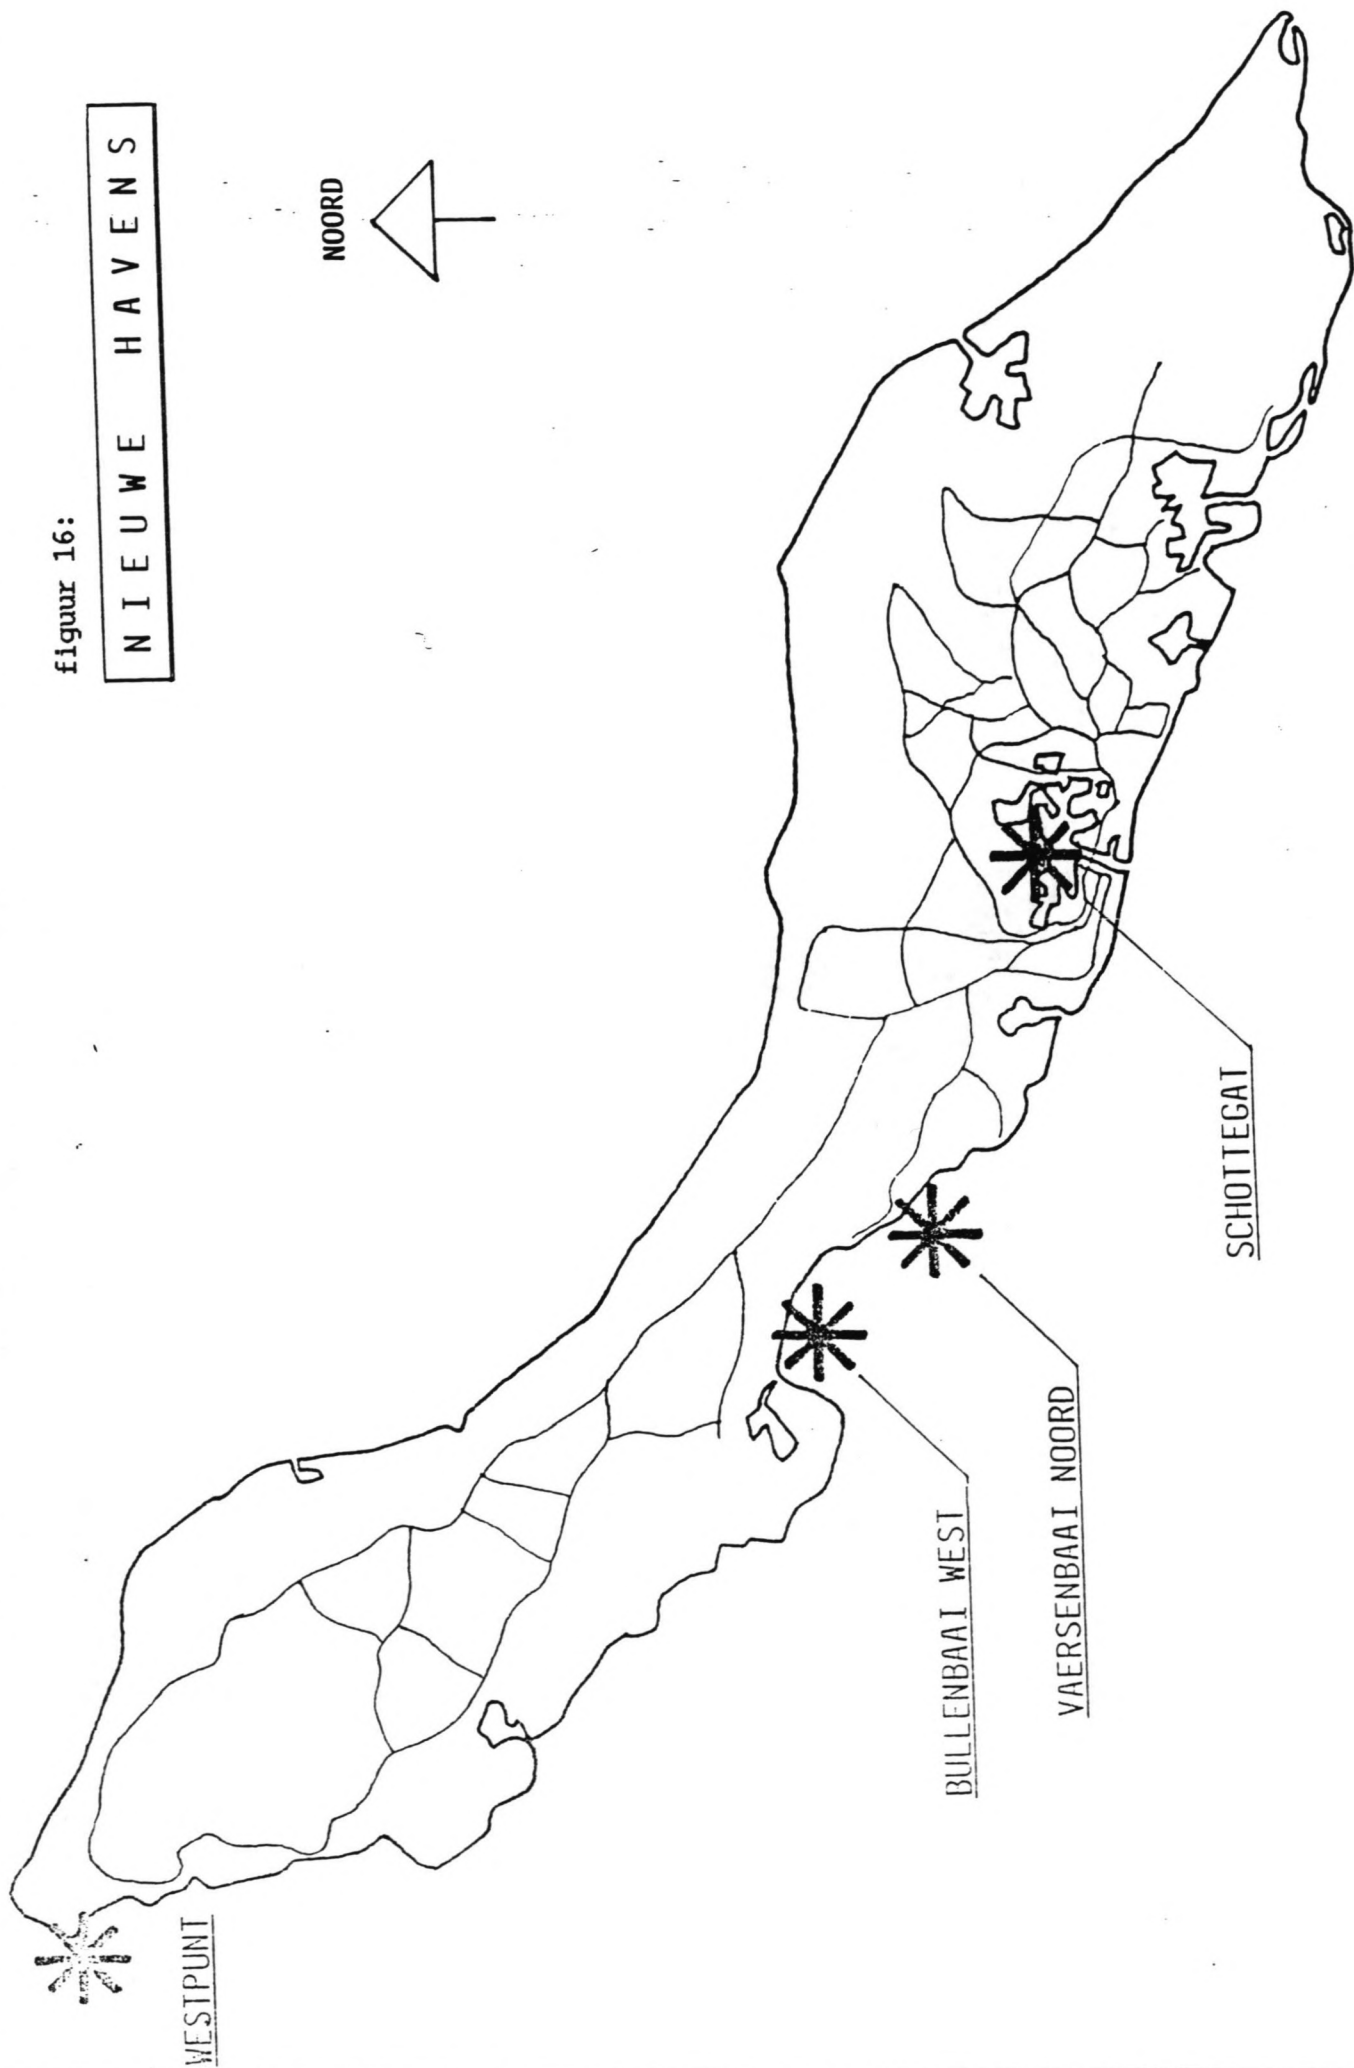 figuur 16:
NIEUWE HAVENS
NOORD
WESTPUNT
BULLENBAAI WEST
VAERSENBAAI NOORD
SCHOTTEGAT